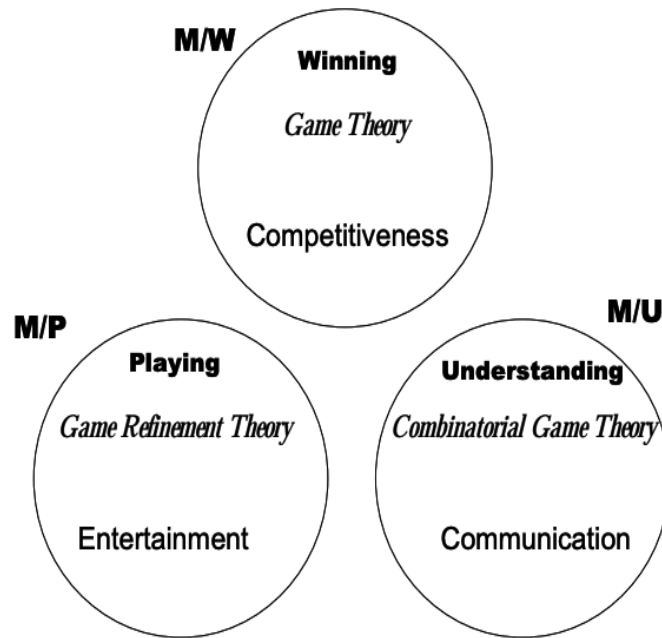 M/W
Winning
Game Theory
Competitiveness
M/P
Playing
Game Refinement Theory
Entertainment
M/U
Understanding
Combinatorial Game Theory
Communication